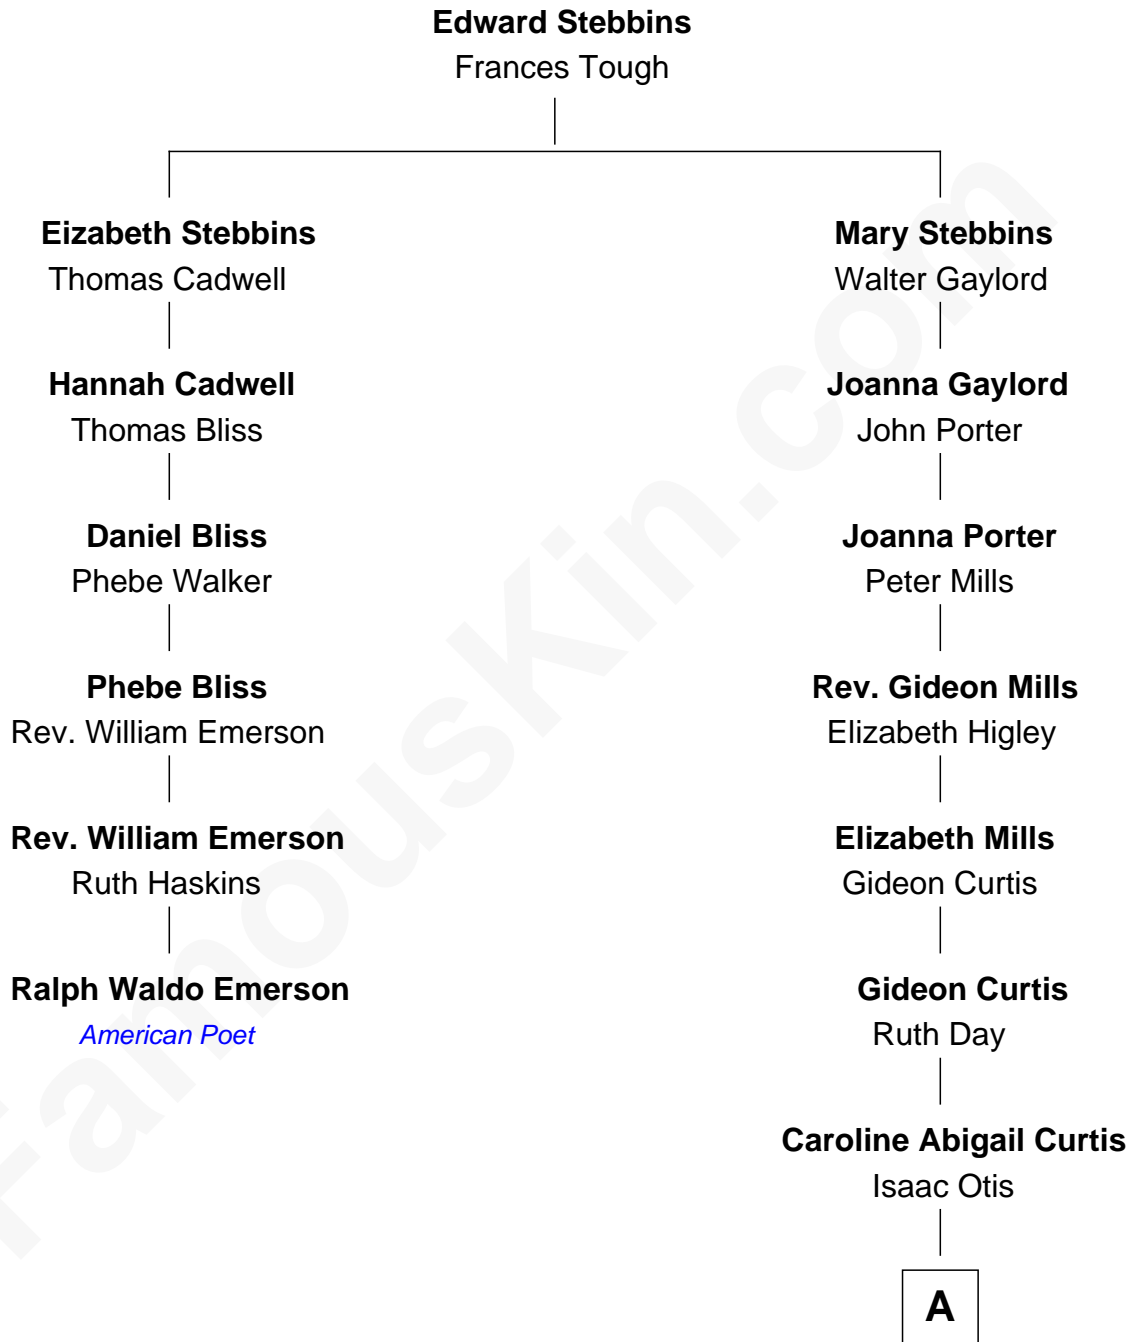 Edward Stebbins
Frances Tough
Eizabeth Stebbins
Thomas Cadwell
Hannah Cadwell
Thomas Bliss
Daniel Bliss
Phebe Walker
Phebe Bliss
Rev. William Emerson
Rev. William Emerson
Ruth Haskins
Ralph Waldo Emerson
American Poet
Mary Stebbins
Walter Gaylord
Joanna Gaylord
John Porter
Joanna Porter
Peter Mills
Rev. Gideon Mills
Elizabeth Higley
Elizabeth Mills
Gideon Curtis
Gideon Curtis
Ruth Day
Caroline Abigail Curtis
Isaac Otis
A
FamousKin.com